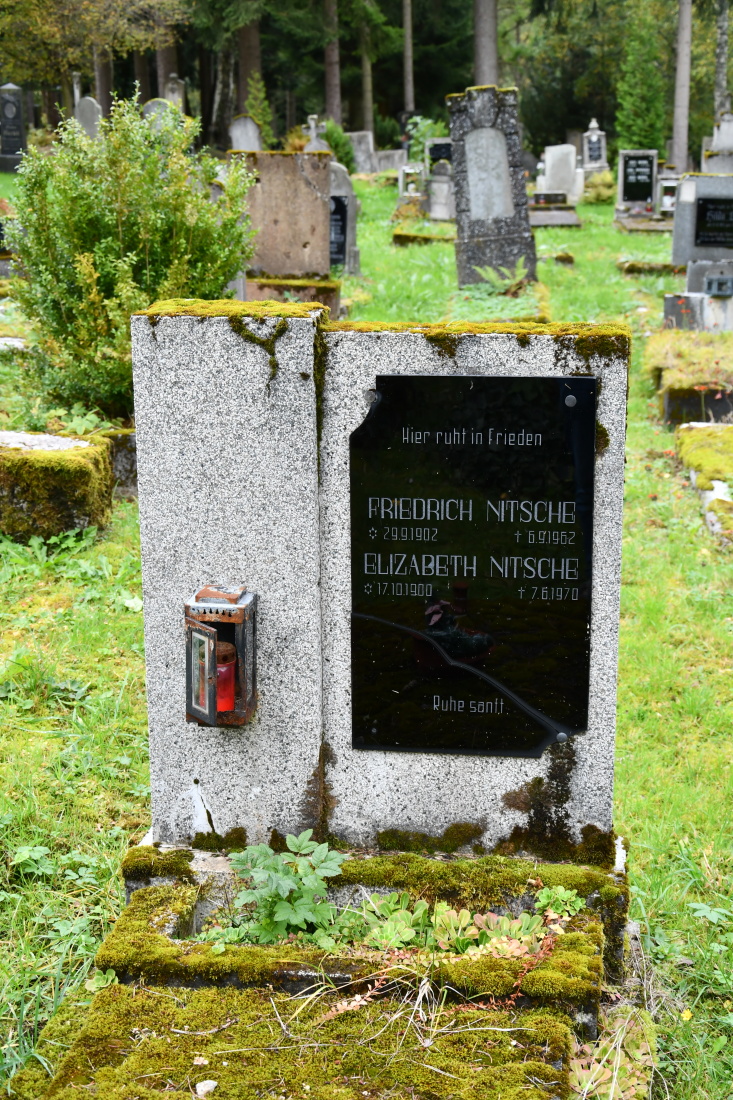 Hier ruht in Frieden
FRIEDRICH NITSCHE
29.9.1902 † 6.9.1962
ELIZABETH NITSCHE
17.10.1900 † 7.6.1970
Ruhe sanft